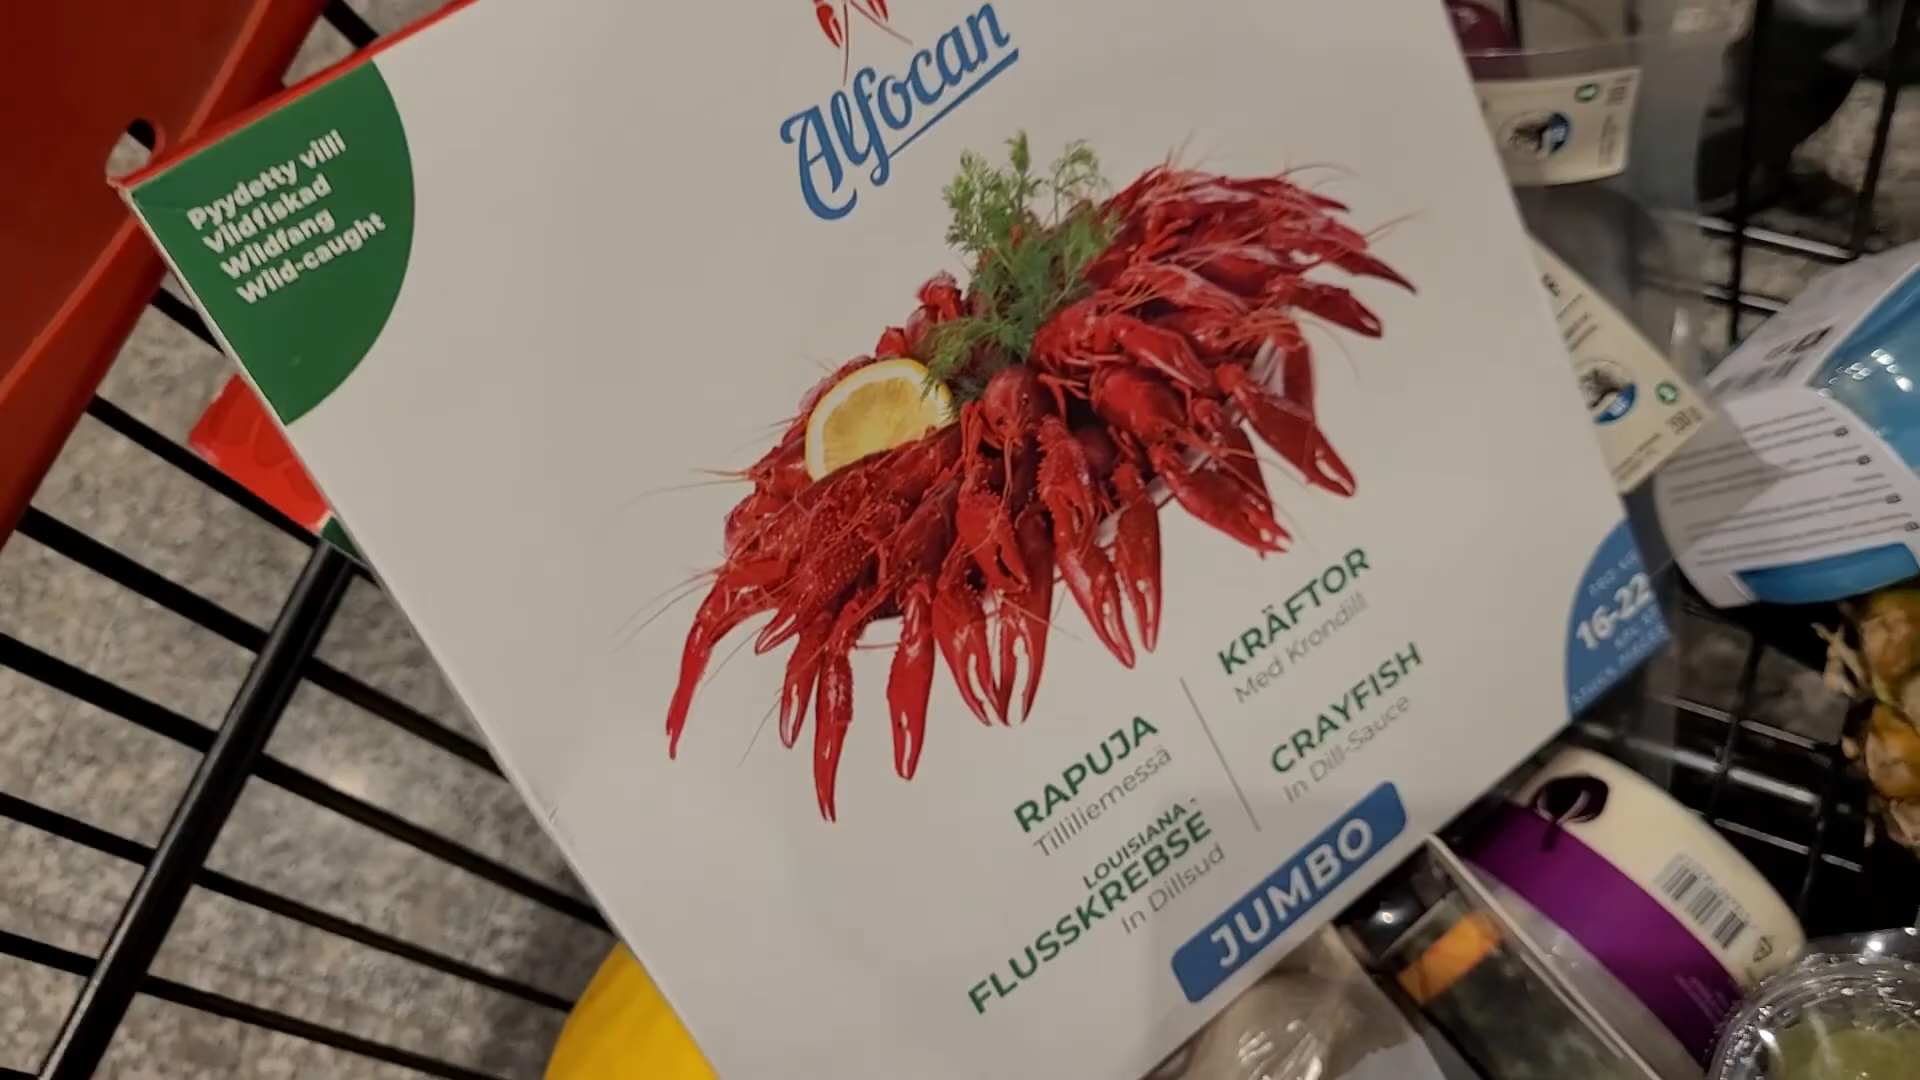 Alfocan
Pyydetty villi
Vildfiskad
Wildfang
Wild-caught
KRÄFTOR
Med Krondill
CRAYFISH
In Dill-Sauce
RAPUJA
Tilliliemessä
LOUISIANA-
FLUSSKREBSE
In Dillsud
JUMBO
16-22